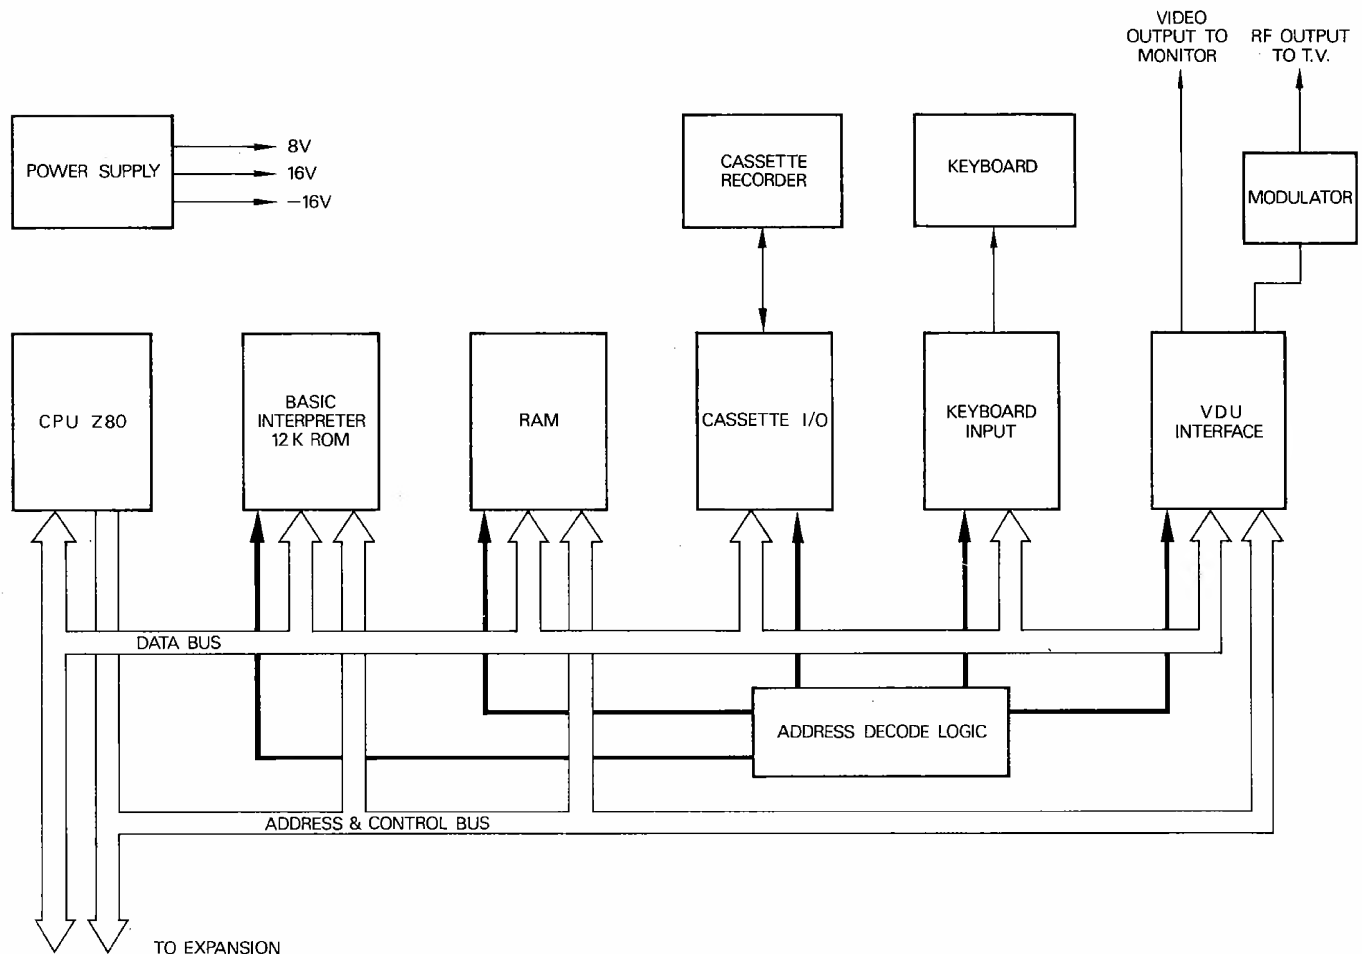 VIDEO
OUTPUT TO
MONITOR
RF OUTPUT
TO T.V.
POWER SUPPLY
8V
16V
–16V
CASSETTE
RECORDER
KEYBOARD
MODULATOR
CPU Z80
BASIC
INTERPRETER
12 K ROM
RAM
CASSETTE I/O
KEYBOARD
INPUT
VDU
INTERFACE
DATA BUS
ADDRESS DECODE LOGIC
ADDRESS & CONTROL BUS
TO EXPANSION